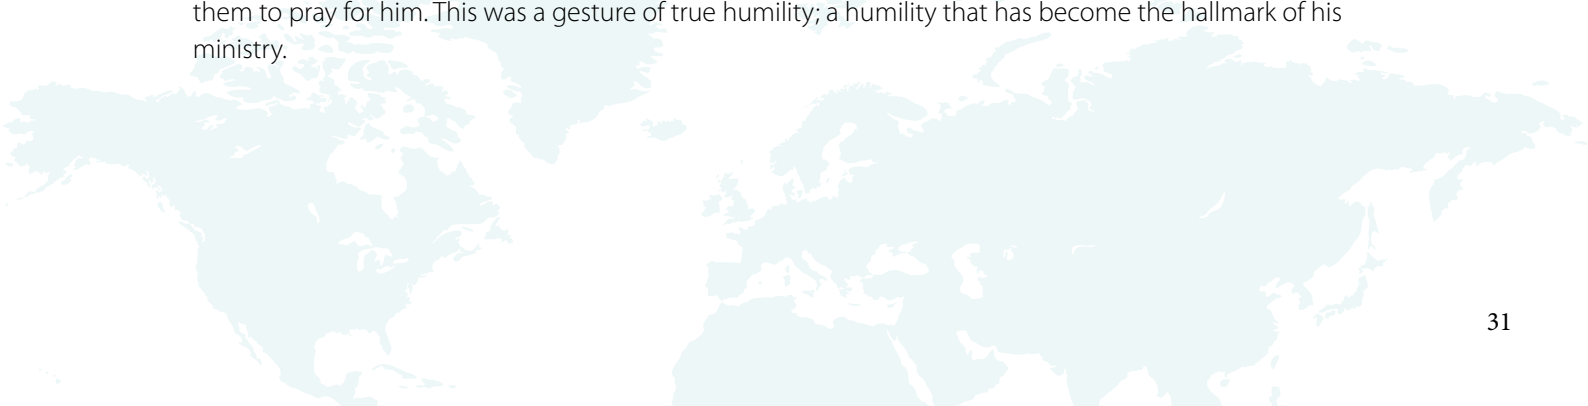 them to pray for him. This was a gesture of true humility; a humility that has become the hallmark of his
ministry.
31